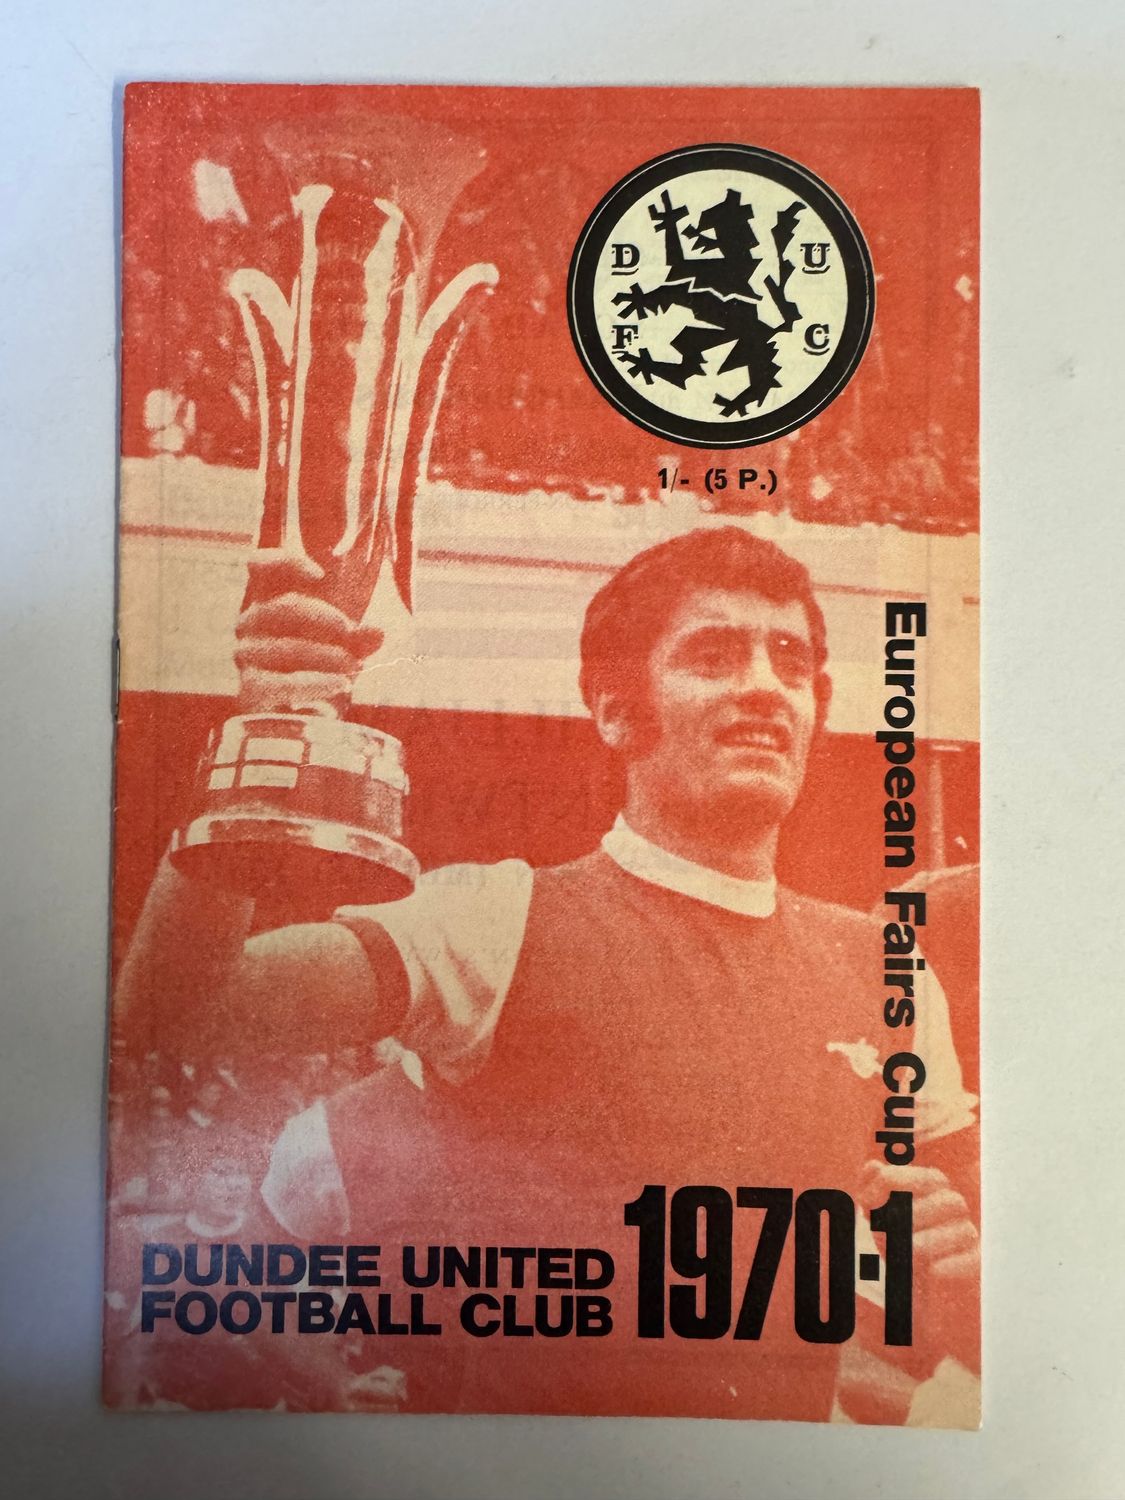 D U
F C
1/- (5 P.)
European Fairs Cup
DUNDEE UNITED
FOOTBALL CLUB
1970-1